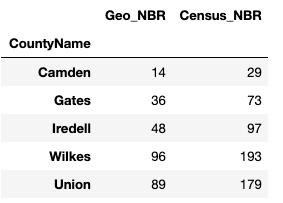 Geo_NBR Census_NBR
CountyName
Camden 14 29
Gates 36 73
Iredell 48 97
Wilkes 96 193
Union 89 179